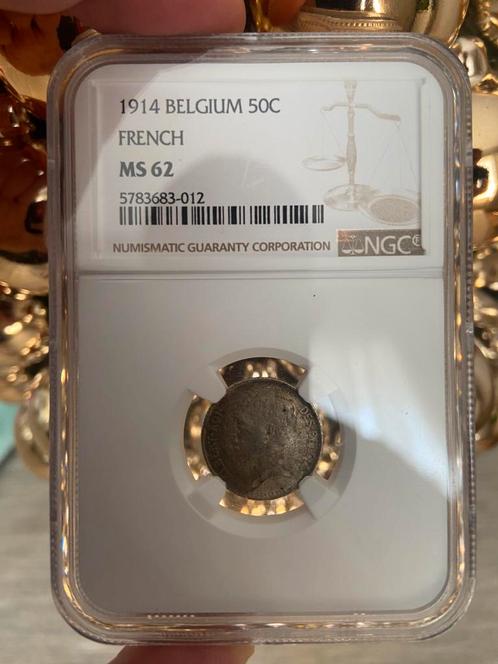 1914 BELGIUM 50C
FRENCH
MS 62
5783683-012
NUMISMATIC GUARANTY CORPORATION
NGC